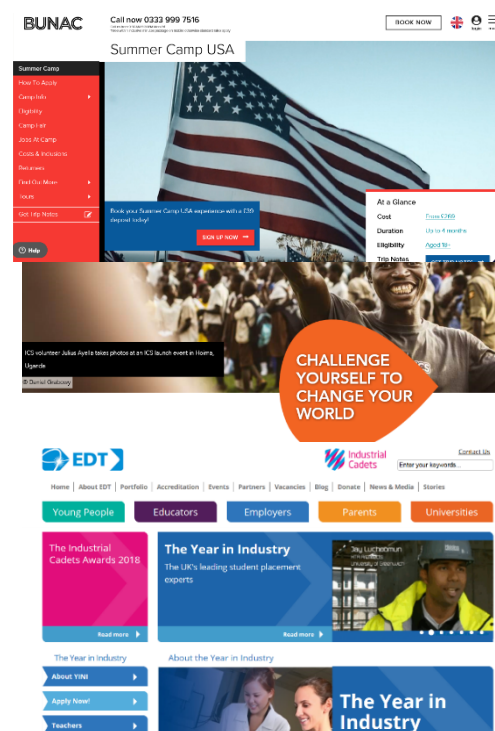 BUNAC
Call now 0333 999 7516
BOOK NOW
Summer Camp USA
Summer Camp
How To Apply
Camp Info
Eligibility
Camp Fair
Jobs At Camp
Costs & Inclusions
Returners
Find Out More
Tours
Get Trip Notes
Help
Book your Summer Camp USA experience with a £39
deposit today!
SIGN UP NOW
At a Glance
Cost From £269
Duration Up to 4 months
Eligibility Aged 18+
Trip Notes
ICS volunteer Julius Ayella takes photos at an ICS launch event in Hoima,
Uganda
CHALLENGE
YOURSELF TO
CHANGE YOUR
WORLD
EDT
Industrial
Cadets
Contact Us
Enter your keywords...
Home | About EDT | Portfolio | Accreditation | Events | Partners | Vacancies | Blog | Donate | News & Media | Stories
Young People
Educators
Employers
Parents
Universities
The Industrial
Cadets Awards 2018
Read more
The Year in Industry
The UK's leading student placement
experts
Read more
The Year in Industry
About YINI
Apply Now!
Teachers
About the Year in Industry
The Year in
Industry